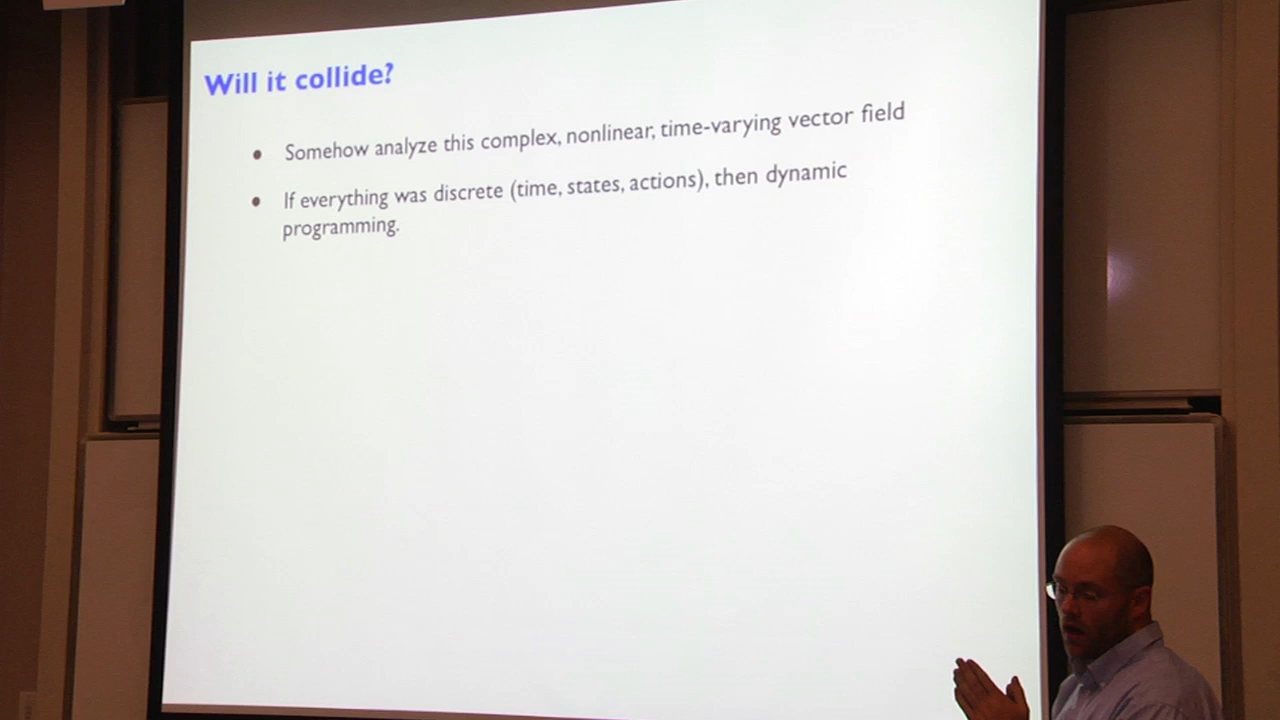 Will it collide?
• Somehow analyze this complex, nonlinear, time-varying vector field
• If everything was discrete (time, states, actions), then dynamic
programming.